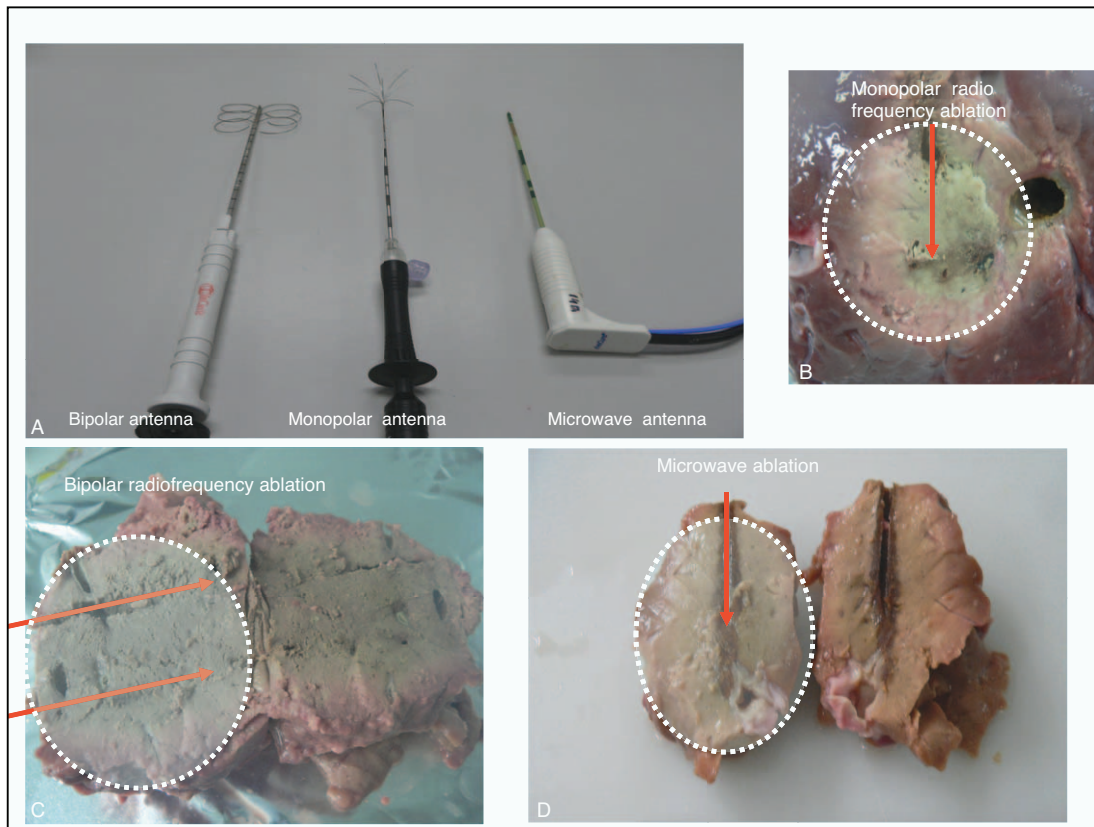 Bipolar antenna
Monopolar antenna
Microwave antenna
A
Monopolar radio
frequency ablation
B
Bipolar radiofrequency ablation
C
Microwave ablation
D